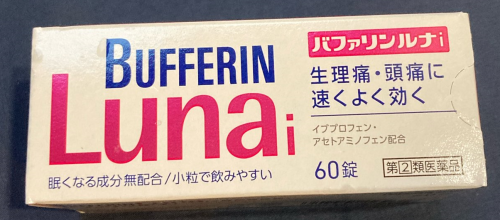 BUFFERIN
Lunai
眠くなる成分無配合/小粒で飲みやすい
バファリンルナi
生理痛・頭痛に
速くよく効く
イブプロフェン・
アセトアミノフェン配合
60錠
第②類医薬品